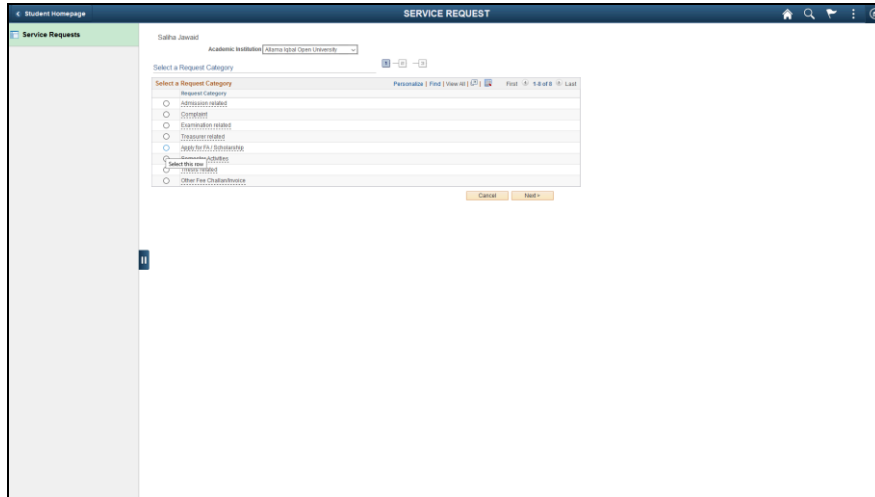 Student Homepage
SERVICE REQUEST
Service Requests
Saliha Jawaid
Academic Institution Allama Iqbal Open University
1 2 3
Select a Request Category
Select a Request Category
Personalize | Find | View All | First 1-8 of 8 Last
Request Category
Admission related
Complaint
Examination related
Treasurer related
Apply for FA / Scholarship
Semester Activities
Select this row
Thesis related
Other Fee Challan/Invoice
Cancel Next>